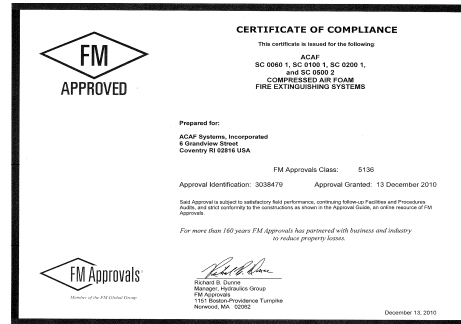 FM
APPROVED
CERTIFICATE OF COMPLIANCE
This certificate is issued for the following:
ACAF
SC 0060 1, SC 0100 1, SC 0200 1,
and SC 0500 2
COMPRESSED AIR FOAM
FIRE EXTINGUISHING SYSTEMS
Prepared for:
ACAF Systems, Incorporated
6 Grandview Street
Coventry RI 02816 USA
FM Approvals Class: 5136
Approval Identification: 3038479 Approval Granted: 13 December 2010
Said Approval is subject to satisfactory field performance, continuing follow-up Facilities and Procedures
Audits, and strict conformity to the constructions as shown in the Approval Guide, an online resource of FM
Approvals.
For more than 160 years FM Approvals has partnered with business and industry
to reduce property losses.
FM Approvals
Member of the FM Global Group
Richard B. Dunne
Richard B. Dunne
Manager, Hydraulics Group
FM Approvals
1151 Boston-Providence Turnpike
Norwood, MA 02062
December 13, 2010